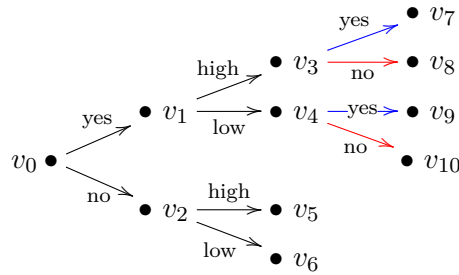 yes v₇
high v₃ no v₈
yes v₁ low v₄ yes v₉
v₀ no v₁₀
no v₂ high v₅
low v₆